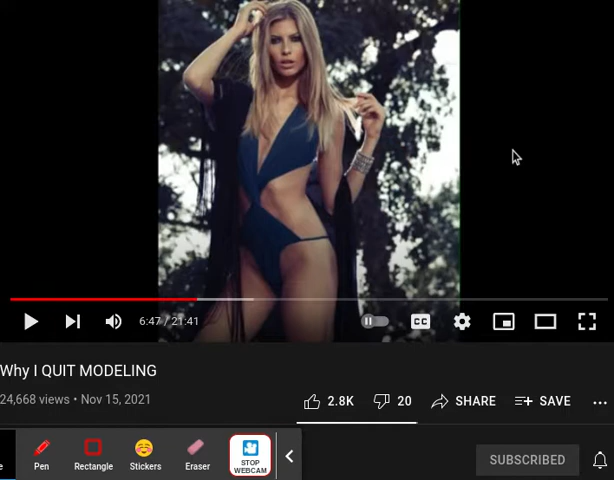 6:47 / 21:41
CC
Why I QUIT MODELING
24,668 views • Nov 15, 2021
2.8K
20
SHARE
SAVE
Pen
Rectangle
Stickers
Eraser
STOP
WEBCAM
SUBSCRIBED